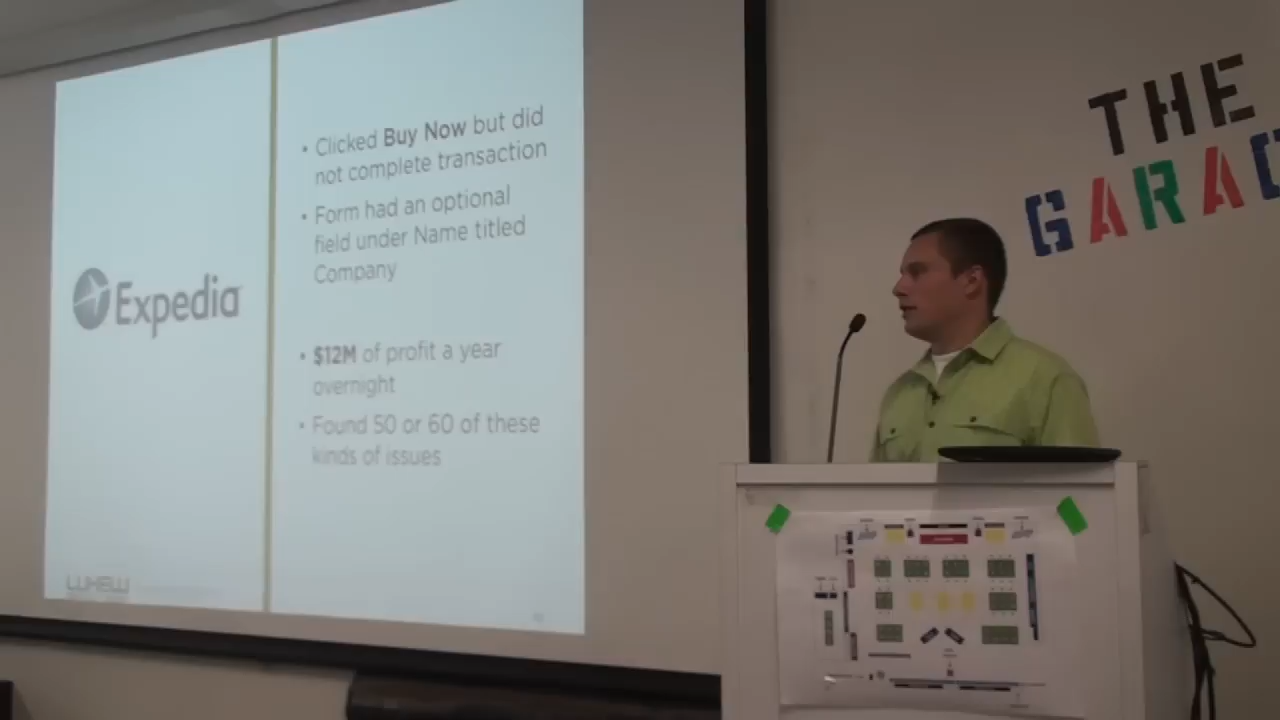 • Clicked Buy Now but did
not complete transaction
• Form had an optional
field under Name titled
Company
Expedia
• $12M of profit a year
overnight
• Found 50 or 60 of these
kinds of issues
THE
GARAG